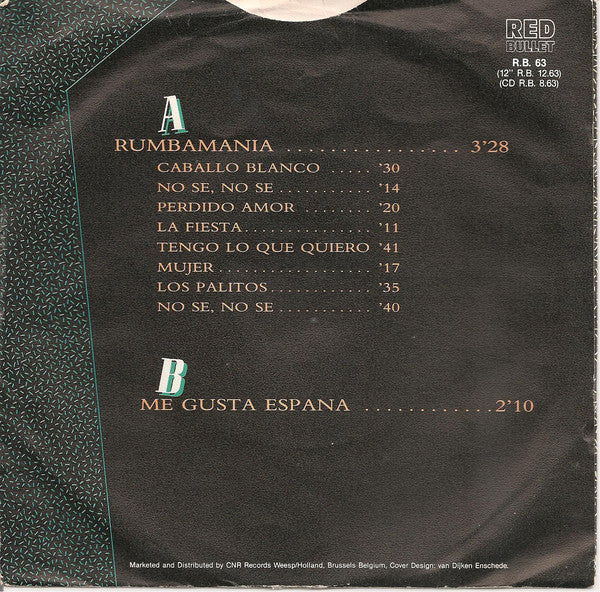 RED
BULLET
R.B. 63
(12" R.B. 12.63)
(CD R.B. 8.63)
A
RUMBAMANIA ................ 3'28
CABALLO BLANCO ..... '30
NO SE, NO SE ........... '14
PERDIDO AMOR ........ '20
LA FIESTA ............... '11
TENGO LO QUE QUIERO '41
MUJER .................. '17
LOS PALITOS ............ '35
NO SE, NO SE ........... '40
B
ME GUSTA ESPANA ............ 2'10
Marketed and Distributed by CNR Records Weesp/Holland, Brussels Belgium, Cover Design: van Dijken Enschede.